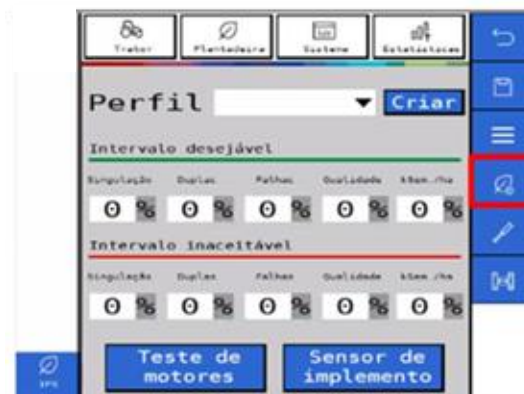 Trator Plantadeira Sistema Estatísticas
Perfil Criar
Intervalo desejável
Singulação Duplas Falhas Qualidade kSem./ha
0 % 0 % 0 % 0 % 0 %
Intervalo inaceitável
Singulação Duplas Falhas Qualidade kSem./ha
0 % 0 % 0 % 0 % 0 %
Teste de Sensor de
motores implemento